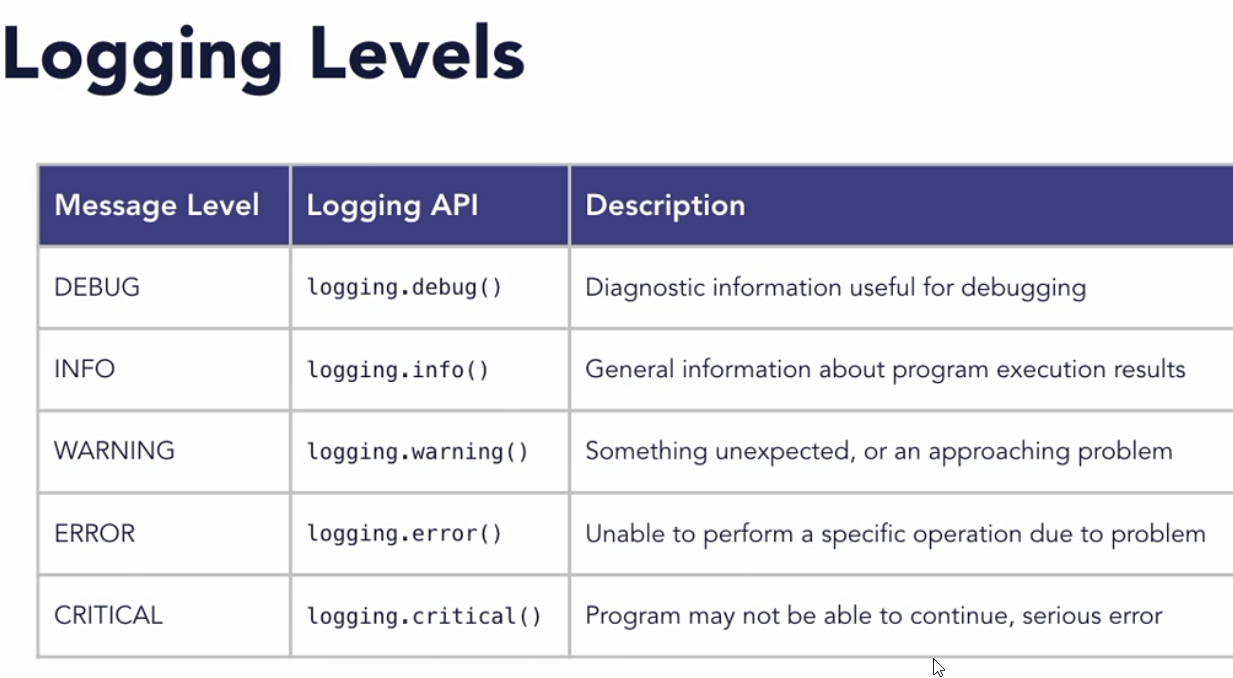 Logging Levels
Message Level Logging API Description
DEBUG logging.debug() Diagnostic information useful for debugging
INFO logging.info() General information about program execution results
WARNING logging.warning() Something unexpected, or an approaching problem
ERROR logging.error() Unable to perform a specific operation due to problem
CRITICAL logging.critical() Program may not be able to continue, serious error